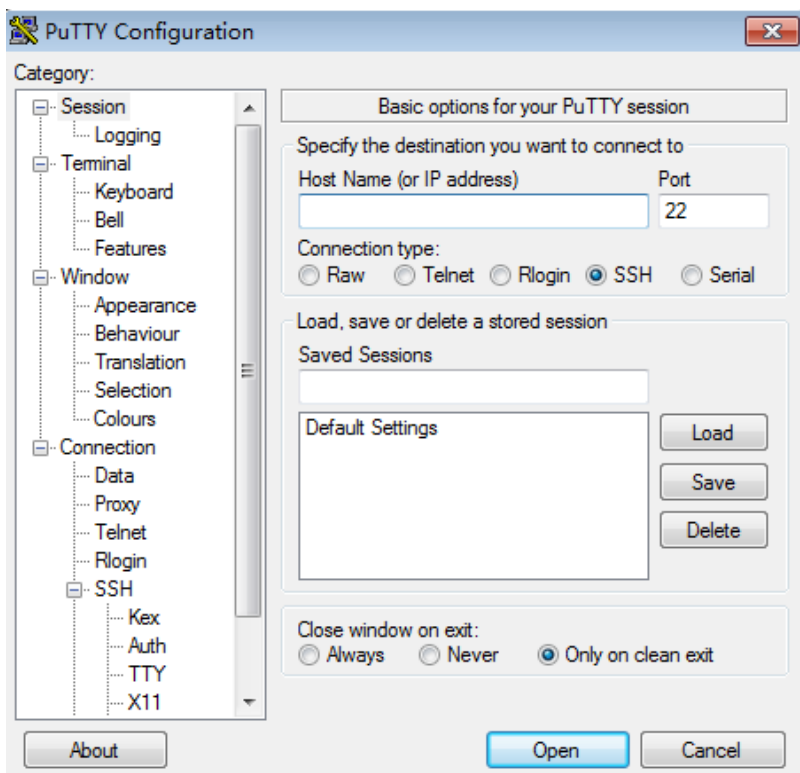 PuTTY Configuration
Category:
Session
Logging
Terminal
Keyboard
Bell
Features
Window
Appearance
Behaviour
Translation
Selection
Colours
Connection
Data
Proxy
Telnet
Rlogin
SSH
Kex
Auth
TTY
X11
Basic options for your PuTTY session
Specify the destination you want to connect to
Host Name (or IP address) Port
22
Connection type:
Raw Telnet Rlogin SSH Serial
Load, save or delete a stored session
Saved Sessions
Default Settings
Load
Save
Delete
Close window on exit:
Always Never Only on clean exit
About Open Cancel